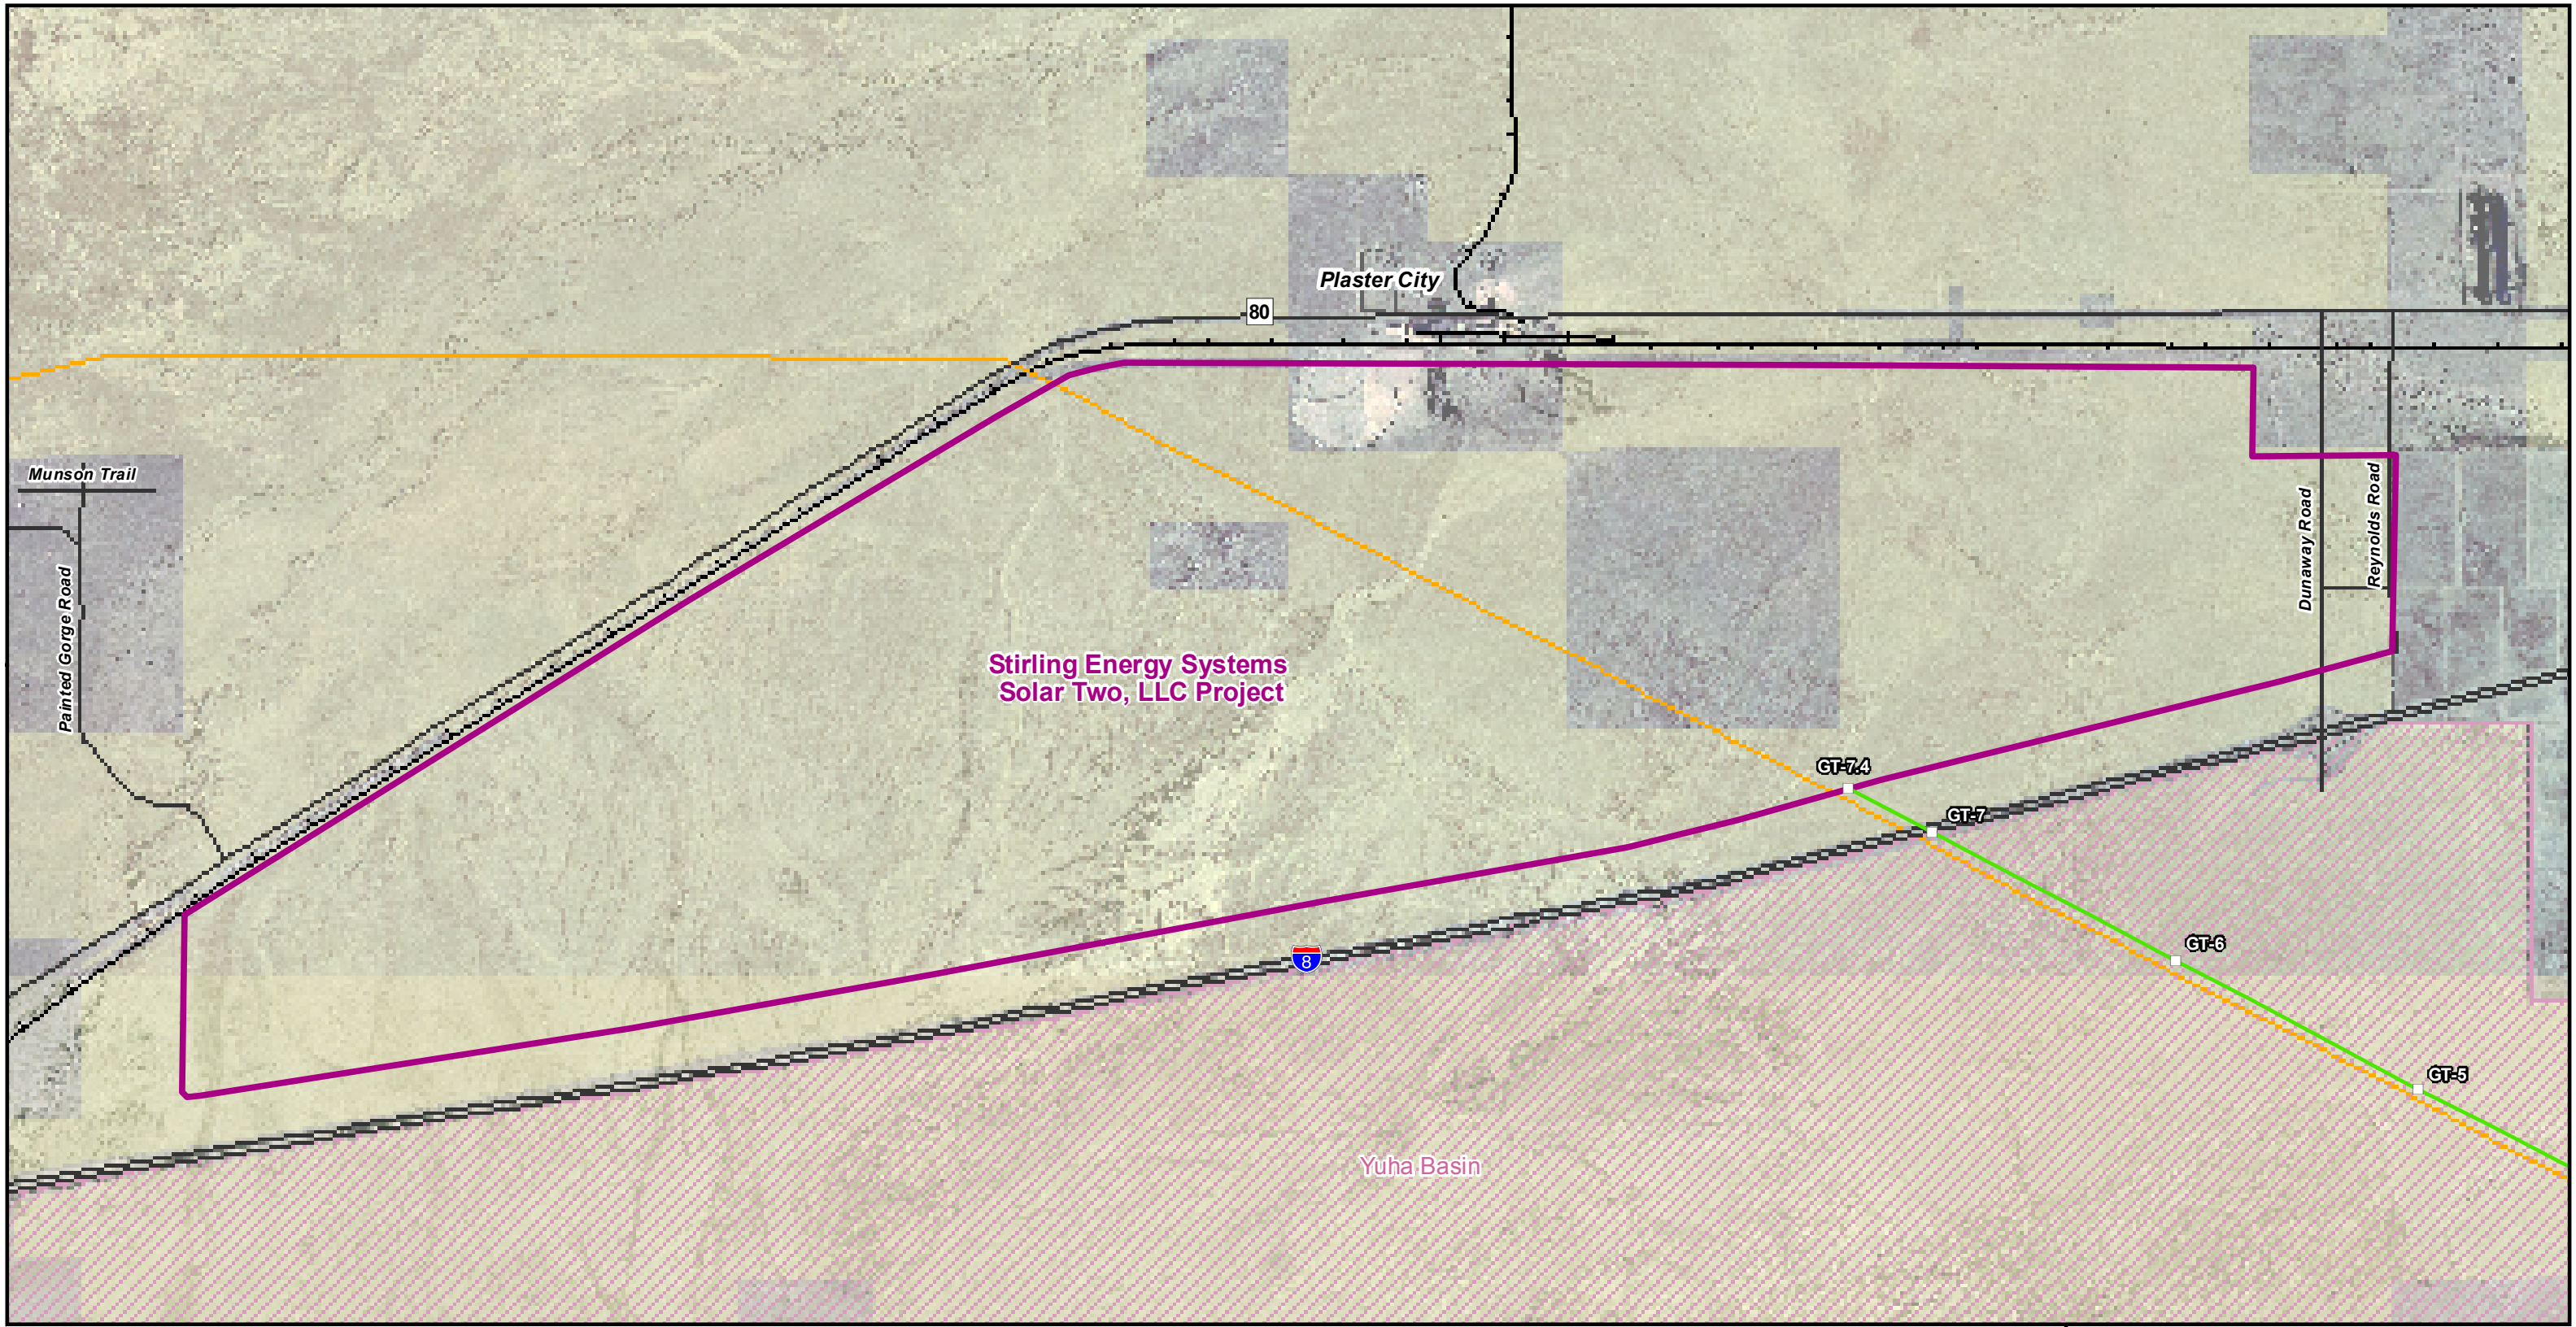 Plaster City
80
Munson Trail
Painted Gorge Road
Dunaway Road
Reynolds Road
Stirling Energy Systems
Solar Two, LLC Project
GT-7.4
GT-7
GT-6
GT-5
8
Yuha Basin